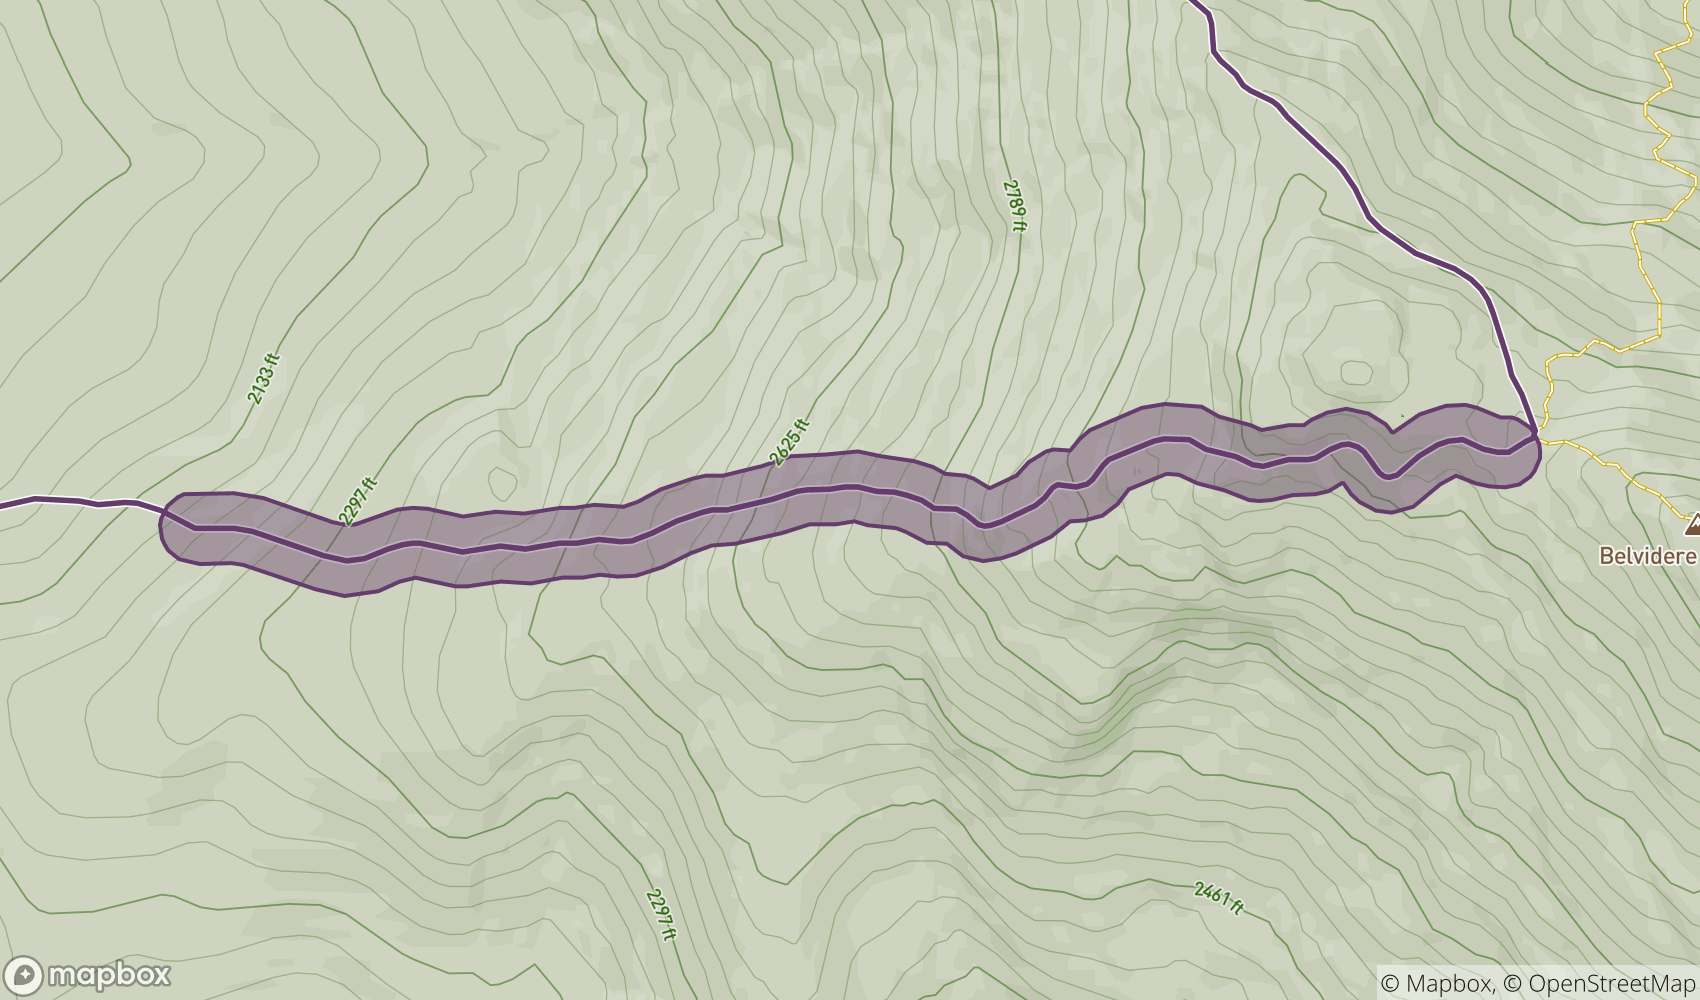 2789 ft
2133 ft
2625 ft
2297 ft
Belvidere
2297 ft
2461 ft
mapbox
© Mapbox, © OpenStreetMap